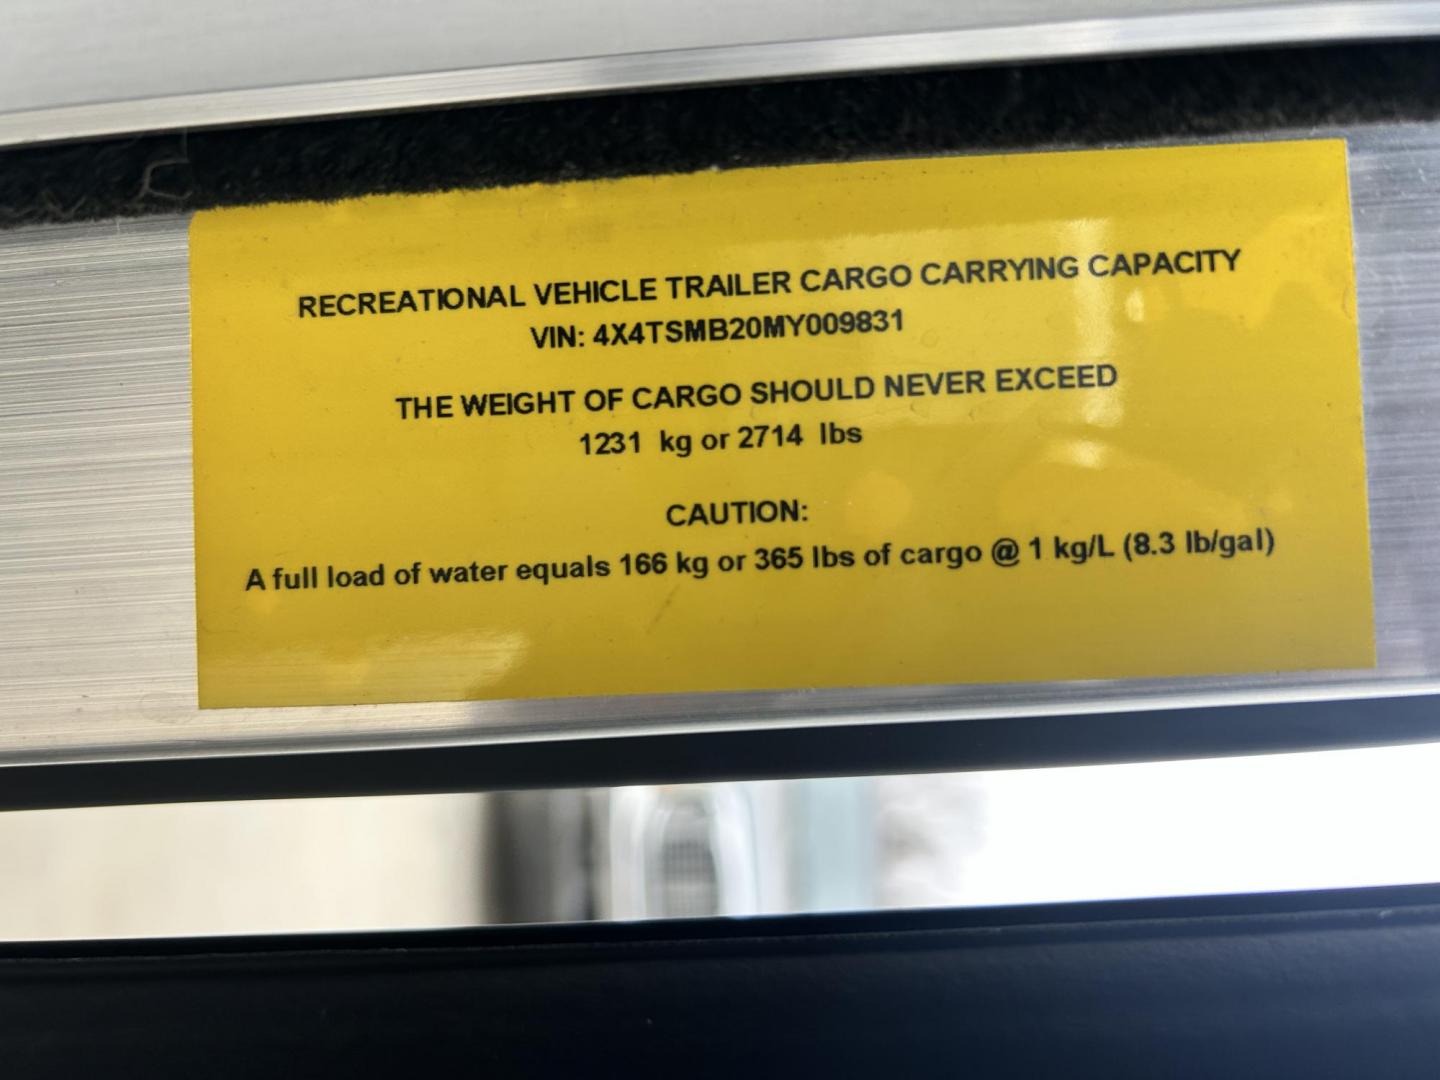 RECREATIONAL VEHICLE TRAILER CARGO CARRYING CAPACITY
VIN: 4X4TSMB20MY009831
THE WEIGHT OF CARGO SHOULD NEVER EXCEED
1231 kg or 2714 lbs
CAUTION:
A full load of water equals 166 kg or 365 lbs of cargo @ 1 kg/L (8.3 lb/gal)